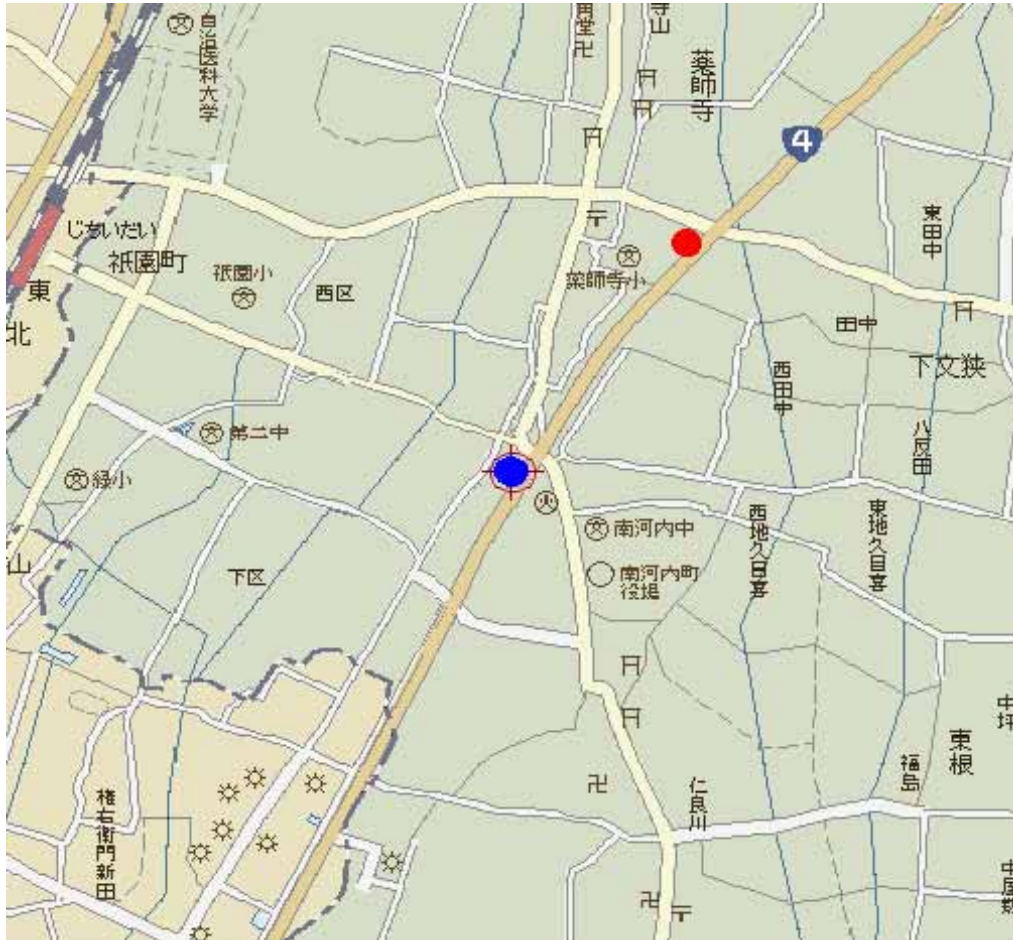 自治医科大学
薬師寺
4
東田中
じちいだい
祇園町
祇園小
西区
薬師寺小
東
北
田中
下文狭
西田中
八反田
第二中
緑小
東地久目喜
西地久目喜
南河内中
山
下区
南河内町
役場
中坪
東根
福島
仁良川
権右衛門新田